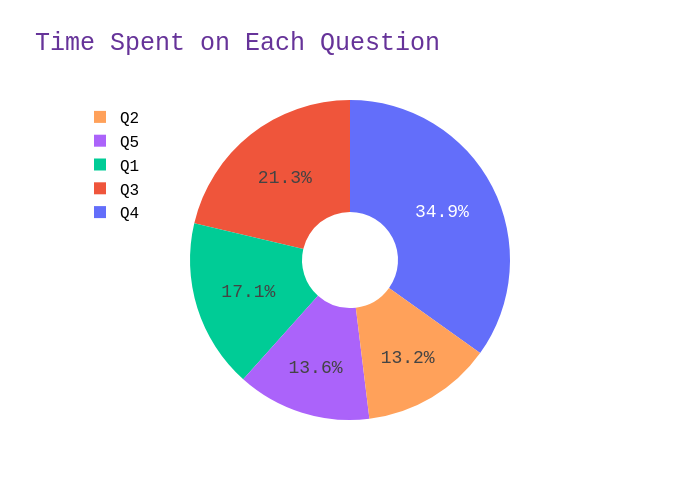 Time Spent on Each Question
Q2
Q5
Q1
Q3
Q4
21.3%
34.9%
17.1%
13.6%
13.2%